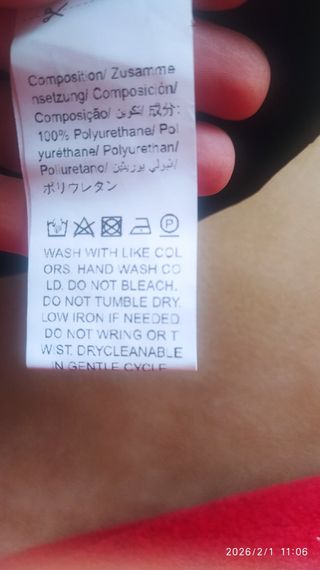 Composition/ Zusamme
nsetzung/ Composición/
Composição/ تكوين/ 成分:
100% Polyurethane/ Pol
yuréthane/ Polyurethan/
Poliuretano/ بولي يوريثين/
ポリウレタン
WASH WITH LIKE COL
ORS. HAND WASH CO
LD. DO NOT BLEACH.
DO NOT TUMBLE DRY.
LOW IRON IF NEEDED.
DO NOT WRING OR T
WIST. DRYCLEANABLE
IN GENTLE CYCLE
2026/2/1 11:06